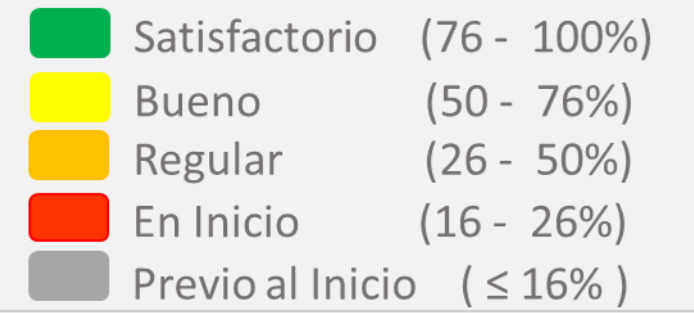 Satisfactorio (76 - 100%)
Bueno (50 - 76%)
Regular (26 - 50%)
En Inicio (16 - 26%)
Previo al Inicio ( ≤ 16% )